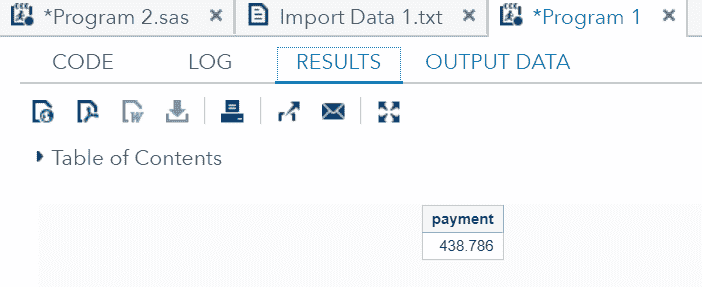 *Program 2.sas × Import Data 1.txt × *Program 1 ×
CODE LOG RESULTS OUTPUT DATA
Table of Contents
payment
438.786